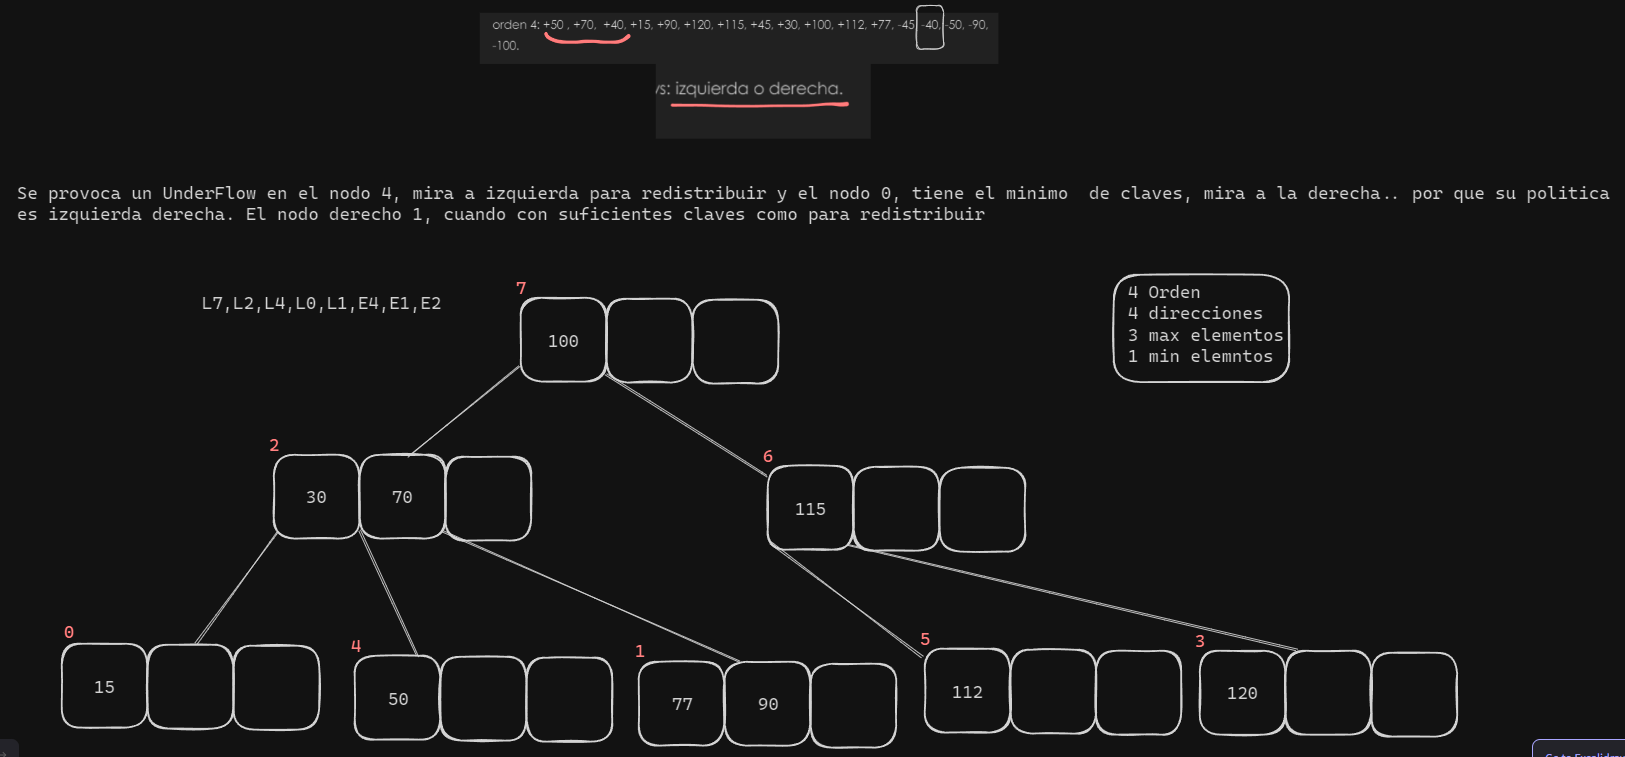 orden 4: +50 , +70, +40, +15, +90, +120, +115, +45, +30, +100, +112, +77, -45, -40, -50, -90,
-100.
vs: izquierda o derecha.
Se provoca un UnderFlow en el nodo 4, mira a izquierda para redistribuir y el nodo 0, tiene el minimo de claves, mira a la derecha.. por que su politica
es izquierda derecha. El nodo derecho 1, cuando con suficientes claves como para redistribuir
L7,L2,L4,L0,L1,E4,E1,E2
4 Orden
4 direcciones
3 max elementos
1 min elemntos
7
100
2
30 70
6
115
0
15
4
50
1
77 90
5
112
3
120